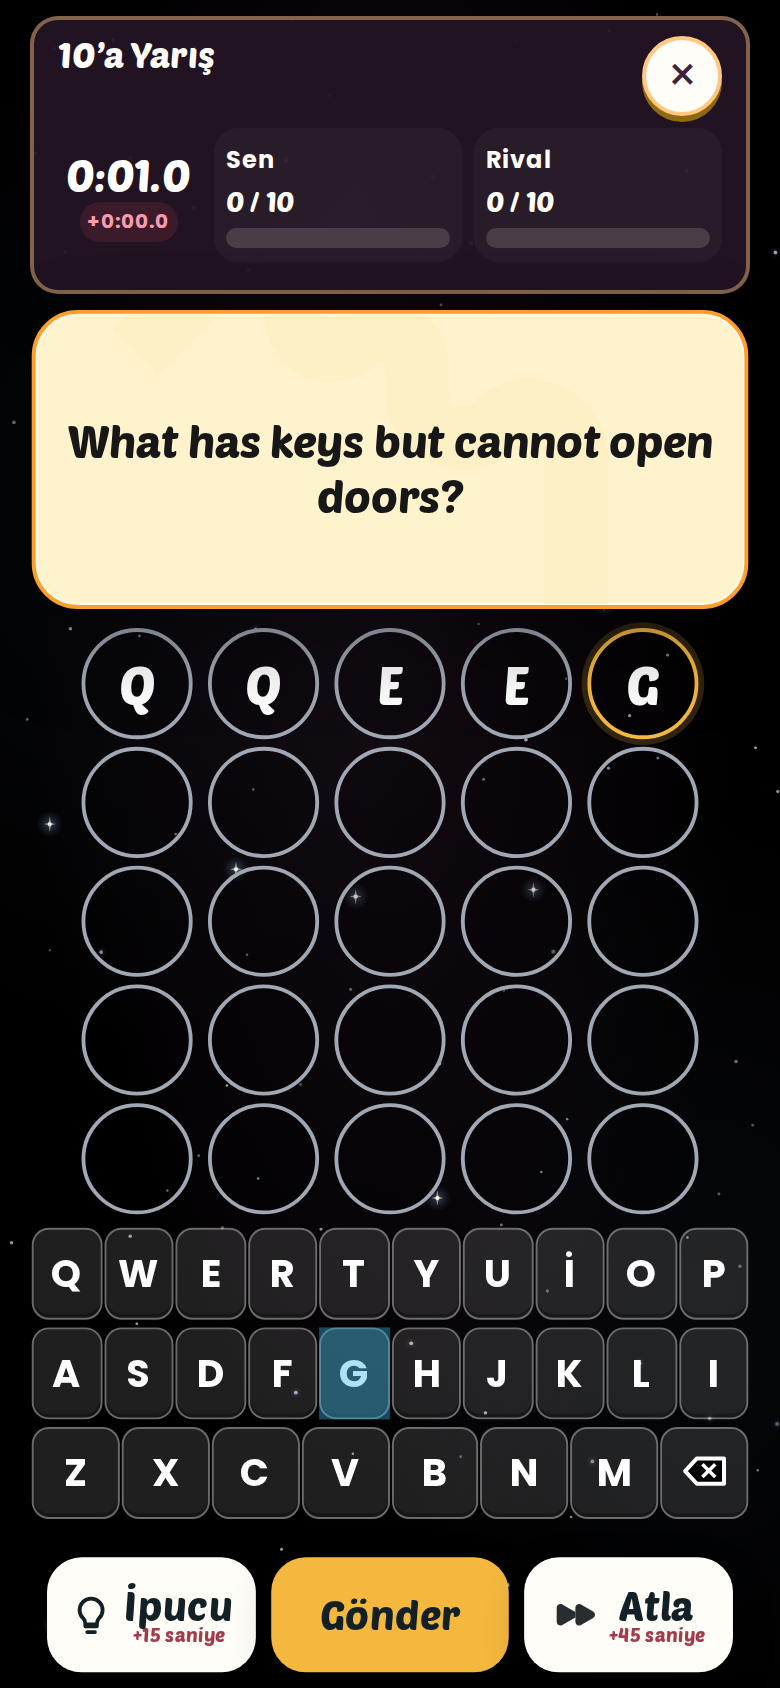 10’a Yarış
0:01.0
+0:00.0
Sen
0 / 10
Rival
0 / 10
What has keys but cannot open
doors?
Q Q E E G
Q W E R T Y U İ O P
A S D F G H J K L I
Z X C V B N M
İpucu
+15 saniye
Gönder
Atla
+45 saniye